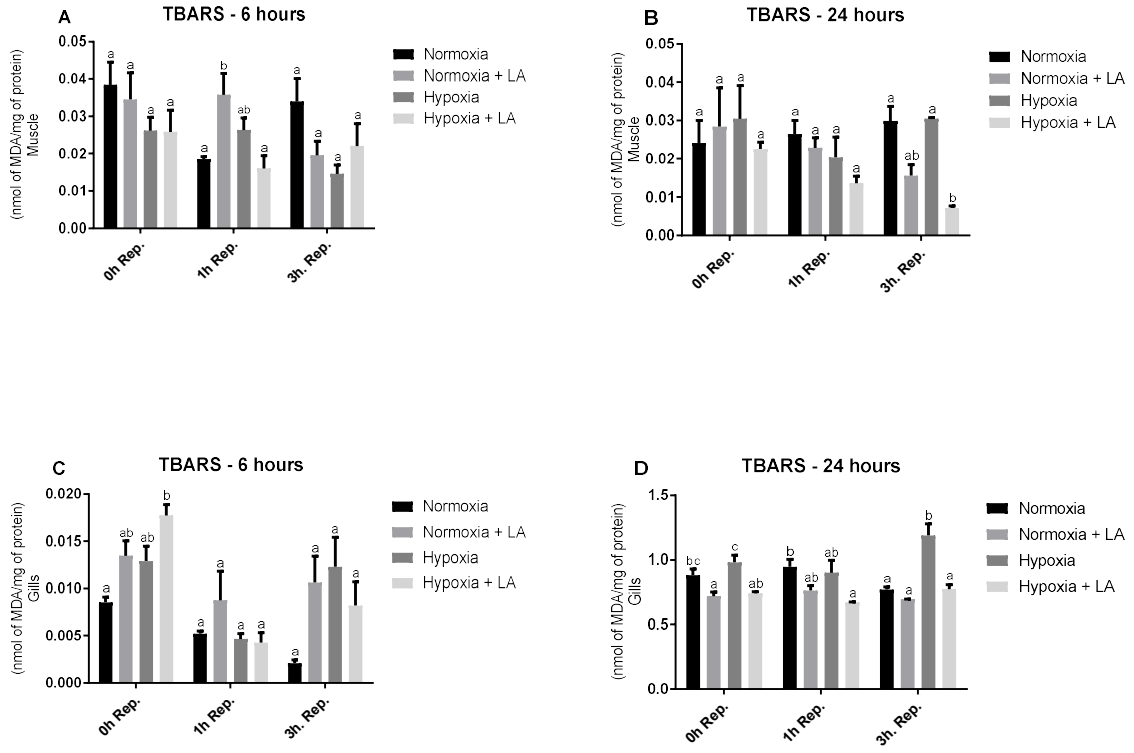 A
TBARS - 6 hours
(nmol of MDA/mg of protein)
Muscle
0.05
0.04
0.03
0.02
0.01
0.00
a
a
a
a
a
b
ab
a
a
a
a
a
0h Rep.
1h Rep.
3h. Rep.
Normoxia
Normoxia + LA
Hypoxia
Hypoxia + LA
B
TBARS - 24 hours
(nmol of MDA/mg of protein)
Muscle
0.05
0.04
0.03
0.02
0.01
0.00
a
a
a
a
a
a
a
a
a
ab
a
b
0h Rep.
1h Rep.
3h. Rep.
Normoxia
Normoxia + LA
Hypoxia
Hypoxia + LA
C
TBARS - 6 hours
(nmol of MDA/mg of protein)
Gills
0.020
0.015
0.010
0.005
0.000
a
ab
ab
b
a
a
a
a
a
a
a
a
0h Rep.
1h Rep.
3h. Rep.
Normoxia
Normoxia + LA
Hypoxia
Hypoxia + LA
D
TBARS - 24 hours
(nmol of MDA/mg of protein)
Gills
1.5
1.0
0.5
0.0
bc
a
c
ab
b
ab
ab
a
a
a
b
a
0h Rep.
1h Rep.
3h. Rep.
Normoxia
Normoxia + LA
Hypoxia
Hypoxia + LA